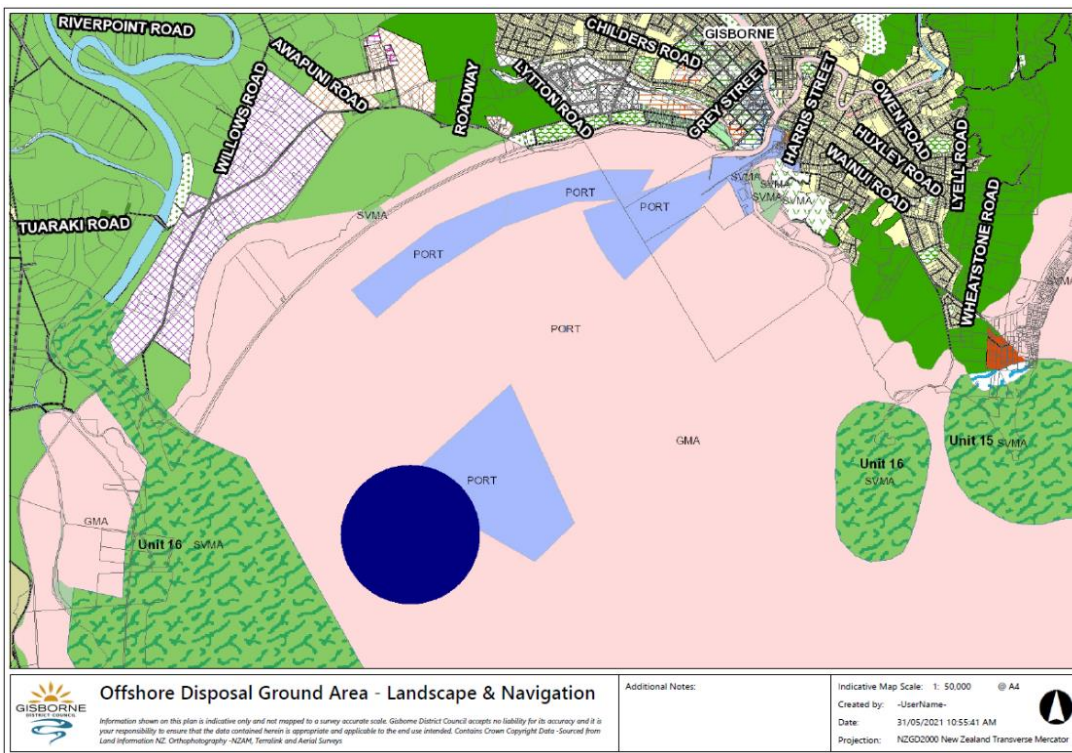 RIVERPOINT ROAD
CHILDERS ROAD
GISBORNE
AWAPUNI ROAD
WILLOWS ROAD
ROADWAY
LYTTON ROAD
GREY STREET
HARRIS STREET
OWEN ROAD
HUXLEY ROAD
WAINUI ROAD
LYELL ROAD
WHEATSTONE ROAD
TUARAKI ROAD
SVMA
SVMA
SVMA
SVMA
SVMA
PORT
PORT
PORT
PORT
SVMA
GMA
PORT
Unit 15 SVMA
Unit 16
SVMA
GMA
Unit 16 SVMA
GISBORNE
DISTRICT COUNCIL
Offshore Disposal Ground Area - Landscape & Navigation
Information shown on this plan is indicative only and not mapped to a survey accurate scale. Gisborne District Council accepts no liability for its accuracy and it is
your responsibility to ensure that the data contained herein is appropriate and applicable to the end use intended. Contains Crown Copyright Data -Sourced from
Land Information NZ. Orthophotography -NZAM, Terralink and Aerial Surveys
Additional Notes:
Indicative Map Scale: 1: 50,000 @ A4
Created by: -UserName-
Date: 31/05/2021 10:55:41 AM
Projection: NZGD2000 New Zealand Transverse Mercator